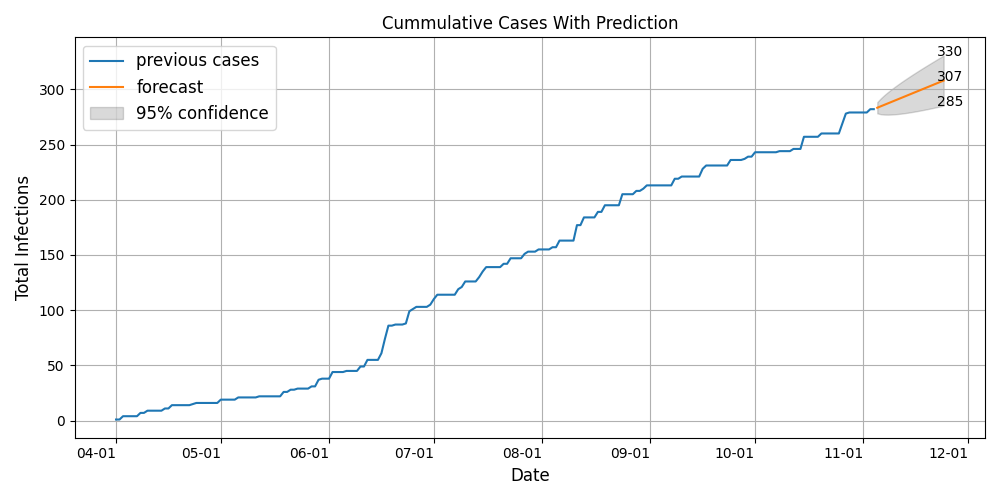 Cummulative Cases With Prediction
previous cases
forecast
95% confidence
330
307
285
300
250
200
150
100
50
0
Total Infections
04-01 05-01 06-01 07-01 08-01 09-01 10-01 11-01 12-01
Date